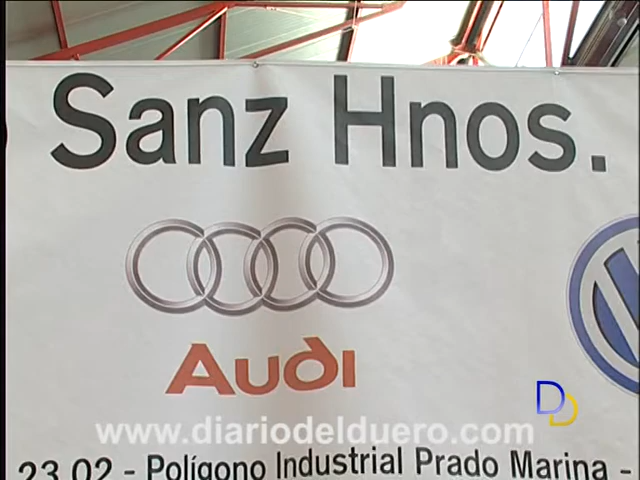 Sanz Hnos.
Audi
www.diariodelduero.com
23.02 - Polígono Industrial Prado Marina -